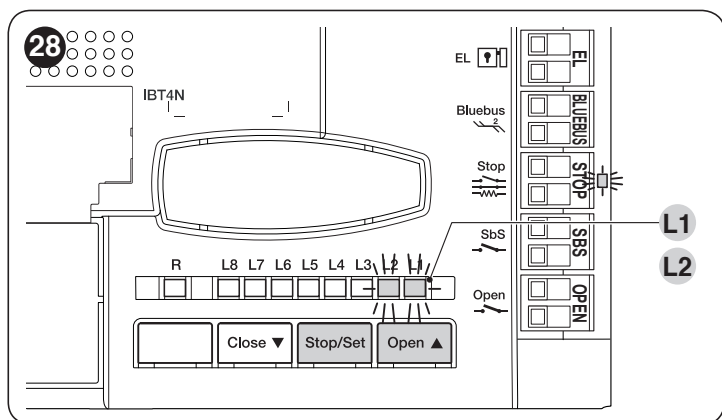 28
IBT4N
EL
EL
Bluebus
2
BLUEBUS
Stop
STOP
SbS
SBS
Open
OPEN
L1
L2
R L8 L7 L6 L5 L4 L3 L2 L1
Close ▼ Stop/Set Open ▲